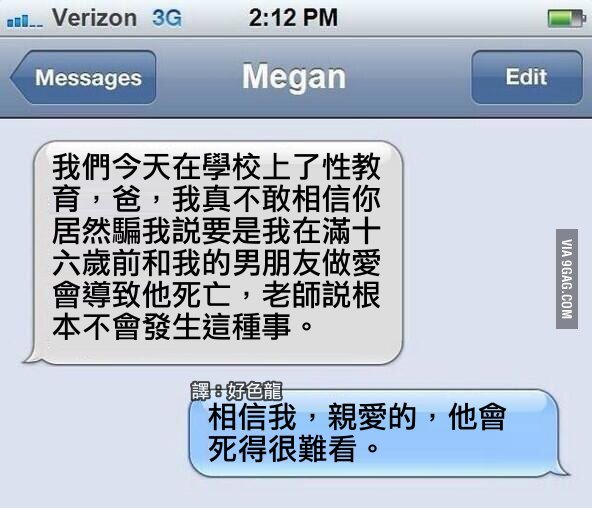 Verizon 3G 2:12 PM
Messages Megan Edit
我們今天在學校上了性教
育，爸，我真不敢相信你
居然騙我説要是我在滿十
六歲前和我的男朋友做愛
會導致他死亡，老師説根
本不會發生這種事。
VIA 9GAG.COM
譯：好色龍
相信我，親愛的，他會
死得很難看。